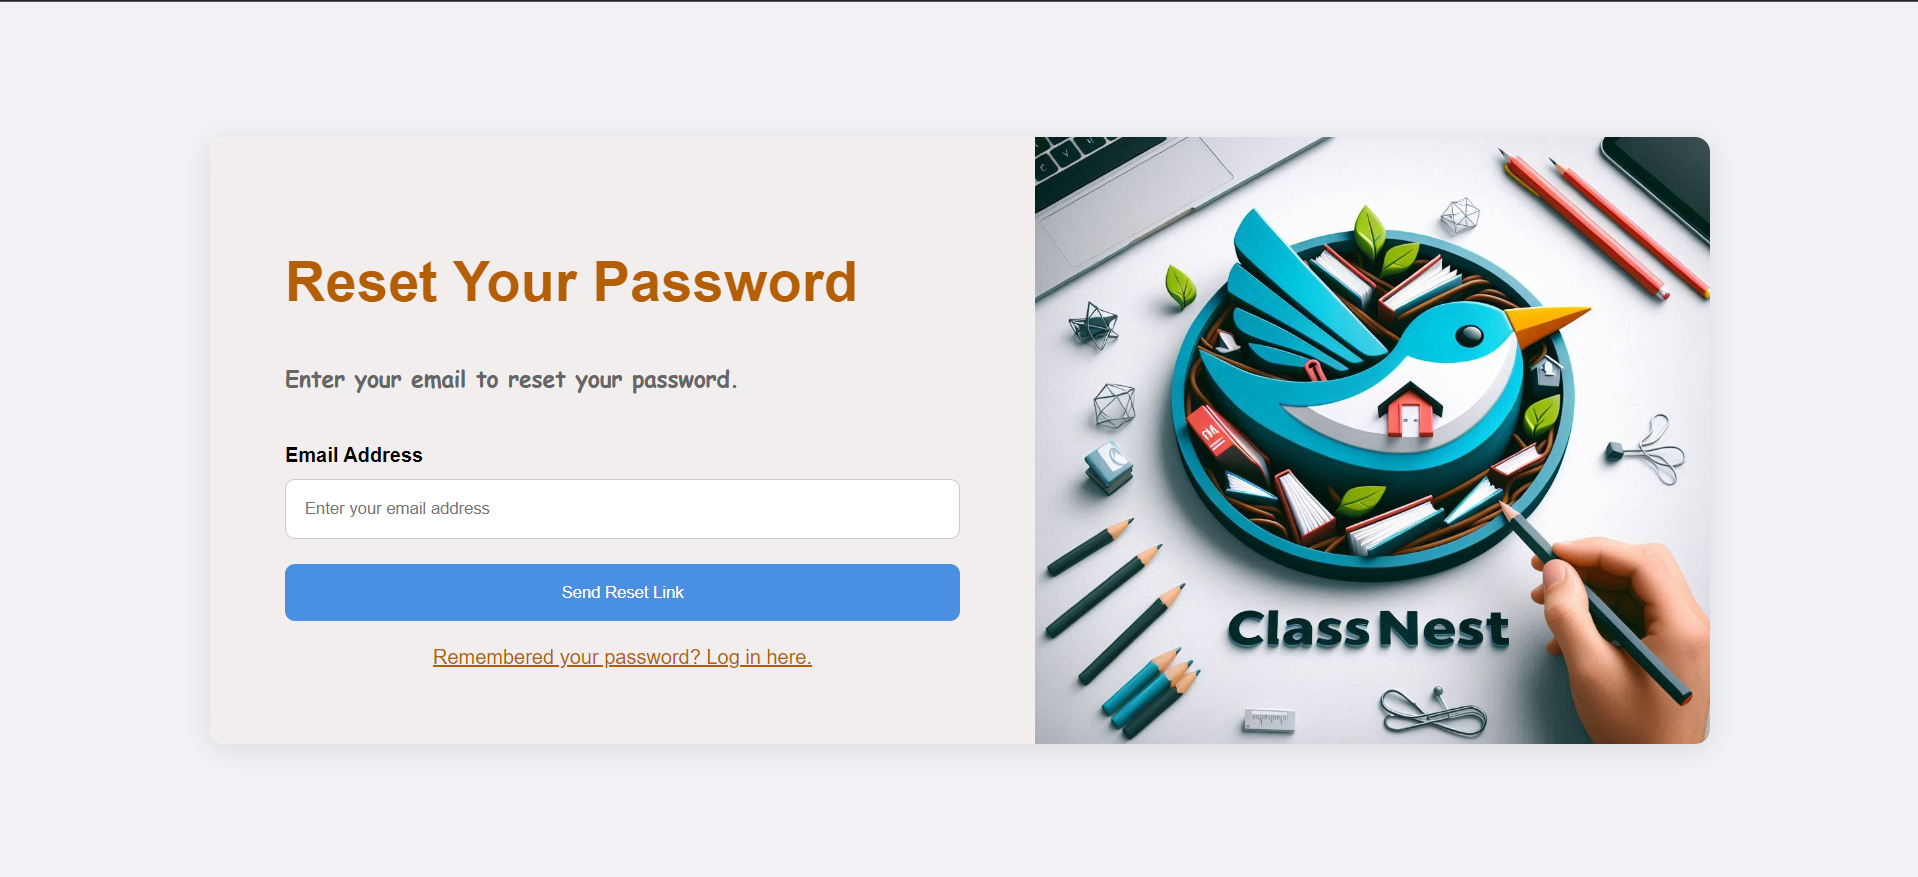 Reset Your Password
Enter your email to reset your password.
Email Address
Enter your email address
Send Reset Link
Remembered your password? Log in here.
ClassNest